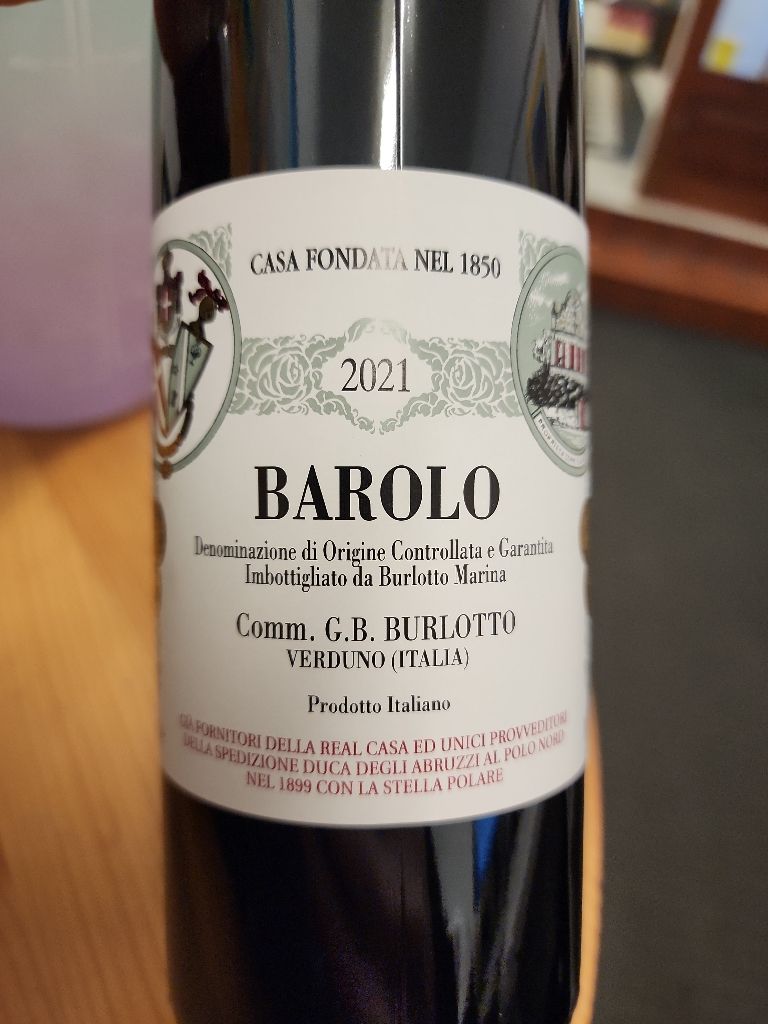 CASA FONDATA NEL 1850
2021
BAROLO
Denominazione di Origine Controllata e Garantita
Imbottigliato da Burlotto Marina
Comm. G.B. BURLOTTO
VERDUNO (ITALIA)
Prodotto Italiano
GIÀ FORNITORI DELLA REAL CASA ED UNICI PROVVEDITORI
DELLA SPEDIZIONE DUCA DEGLI ABRUZZI AL POLO NORD
NEL 1899 CON LA STELLA POLARE